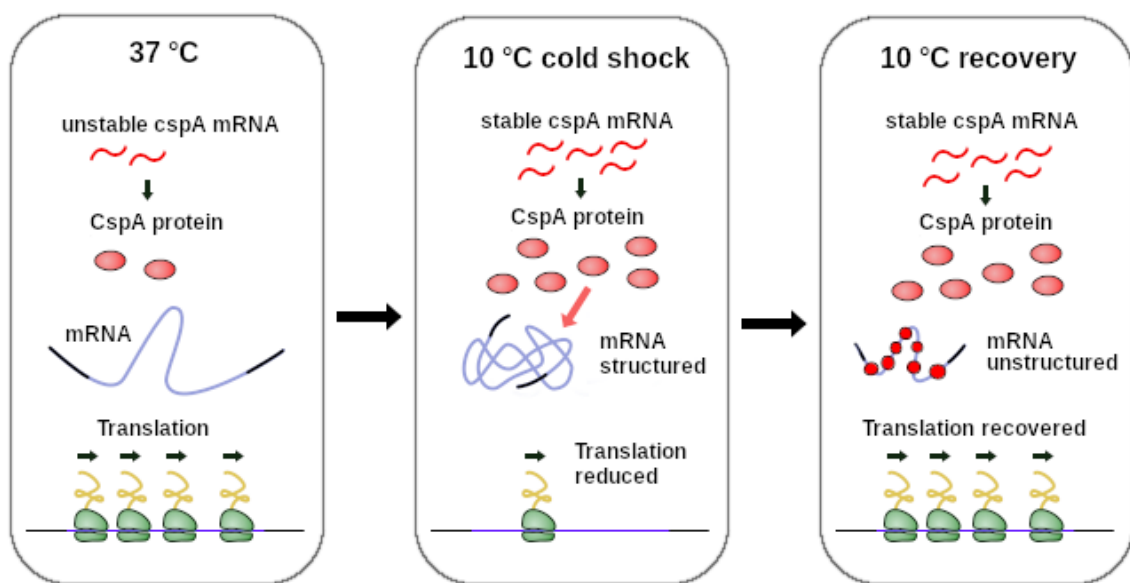 37 °C
unstable cspA mRNA
CspA protein
mRNA
Translation
10 °C cold shock
stable cspA mRNA
CspA protein
mRNA
structured
Translation
reduced
10 °C recovery
stable cspA mRNA
CspA protein
mRNA
unstructured
Translation recovered